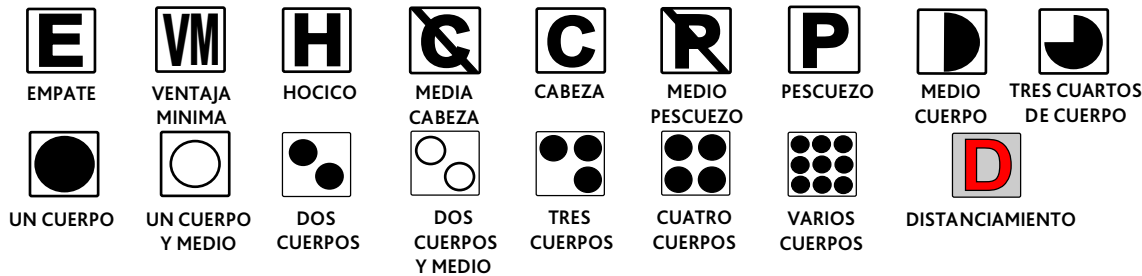 E VM H C C R P
EMPATE
VENTAJA
MINIMA
HOCICO
MEDIA
CABEZA
CABEZA
MEDIO
PESCUEZO
PESCUEZO
MEDIO
CUERPO
TRES CUARTOS
DE CUERPO
D
UN CUERPO
UN CUERPO
Y MEDIO
DOS
CUERPOS
DOS
CUERPOS
Y MEDIO
TRES
CUERPOS
CUATRO
CUERPOS
VARIOS
CUERPOS
DISTANCIAMIENTO